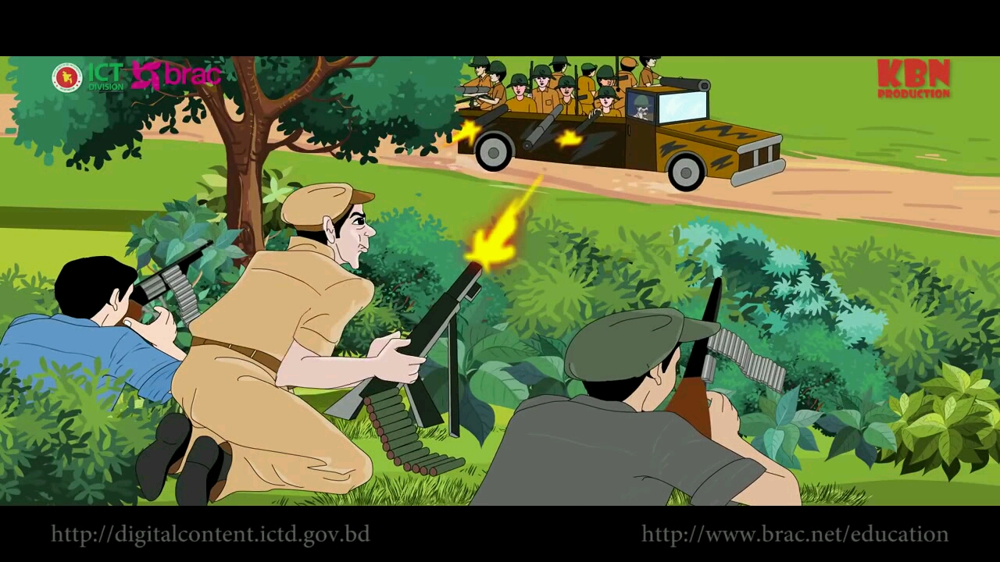 ICT
DIVISION
brac
KBN
PRODUCTION
http://digitalcontent.ictd.gov.bd
http://www.brac.net/education